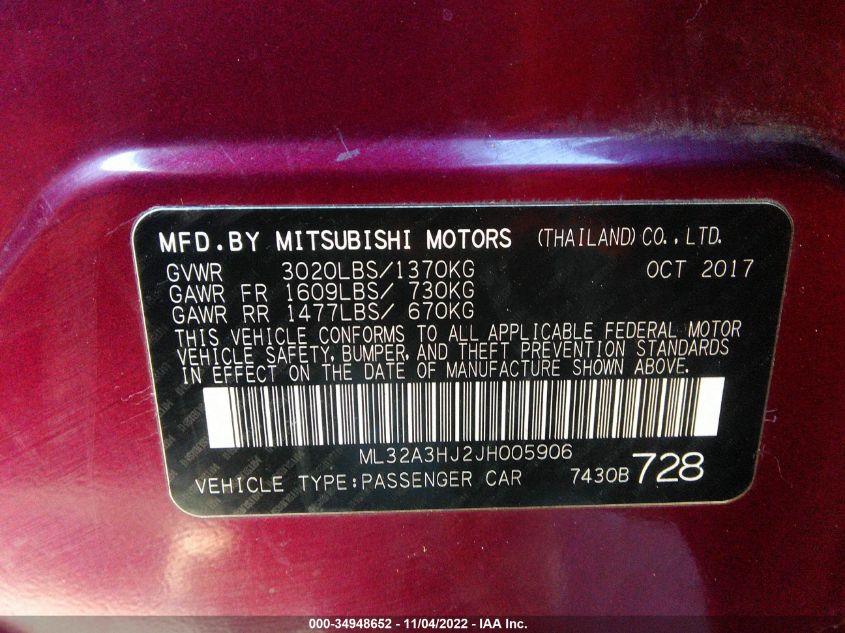 MFD.BY MITSUBISHI MOTORS (THAILAND) CO., LTD.
GVWR 3020LBS/1370KG OCT 2017
GAWR FR 1609LBS/ 730KG
GAWR RR 1477LBS/ 670KG
THIS VEHICLE CONFORMS TO ALL APPLICABLE FEDERAL MOTOR
VEHICLE SAFETY, BUMPER, AND THEFT PREVENTION STANDARDS
IN EFFECT ON THE DATE OF MANUFACTURE SHOWN ABOVE.
ML32A3HJ2JH005906
VEHICLE TYPE:PASSENGER CAR 7430B 728
000-34948652 - 11/04/2022 - IAA Inc.